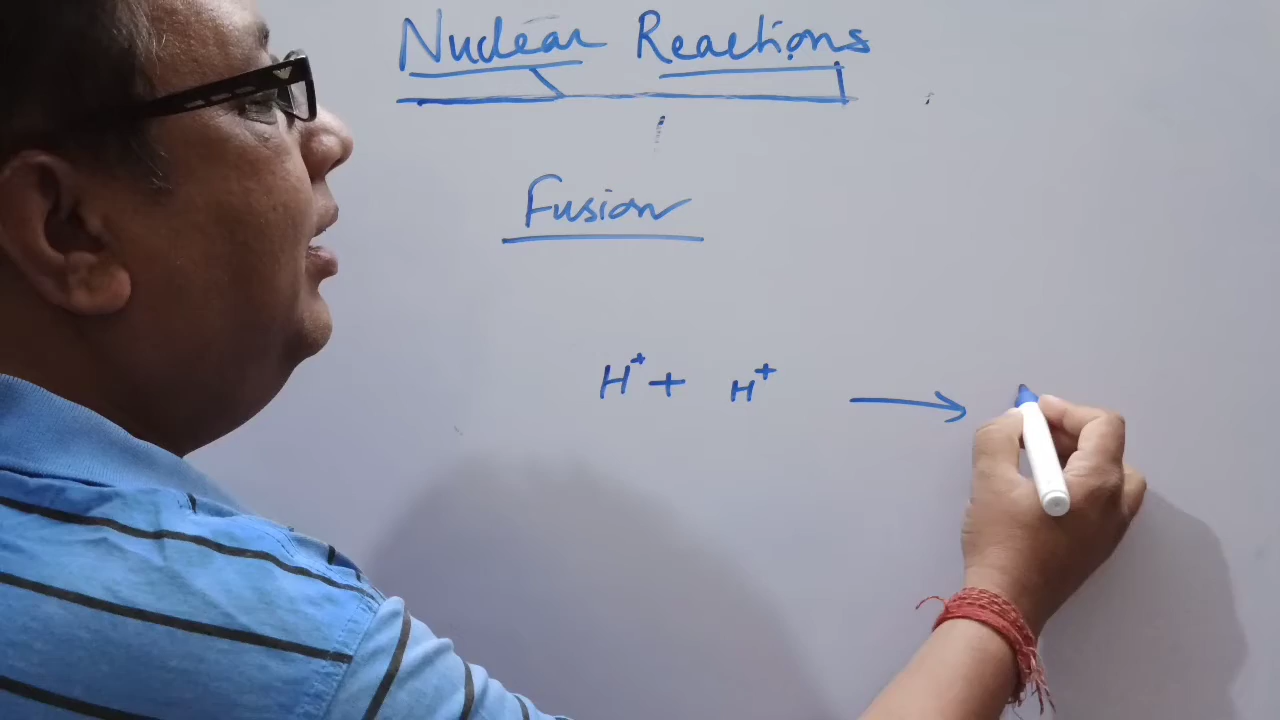 Nuclear Reactions
Fusion
H⁺ + H⁺ →